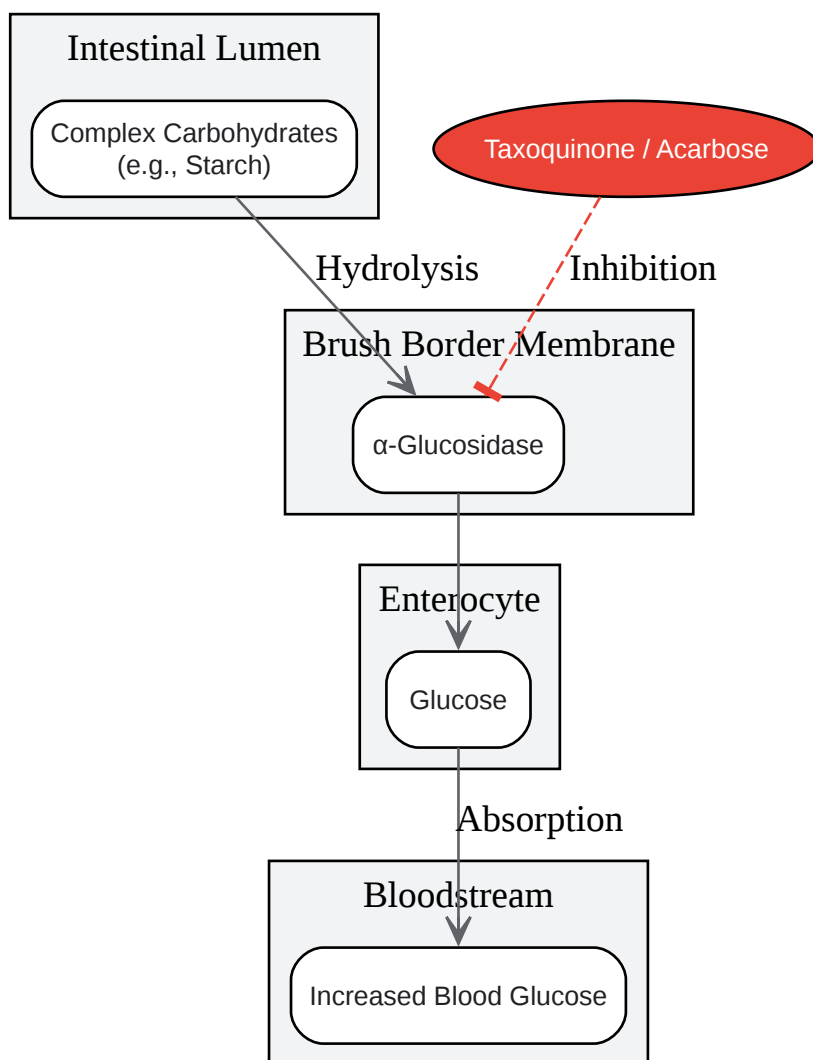 Intestinal Lumen
Complex Carbohydrates
(e.g., Starch)
Taxoquinone / Acarbose
Hydrolysis
Inhibition
Brush Border Membrane
α-Glucosidase
Enterocyte
Glucose
Absorption
Bloodstream
Increased Blood Glucose